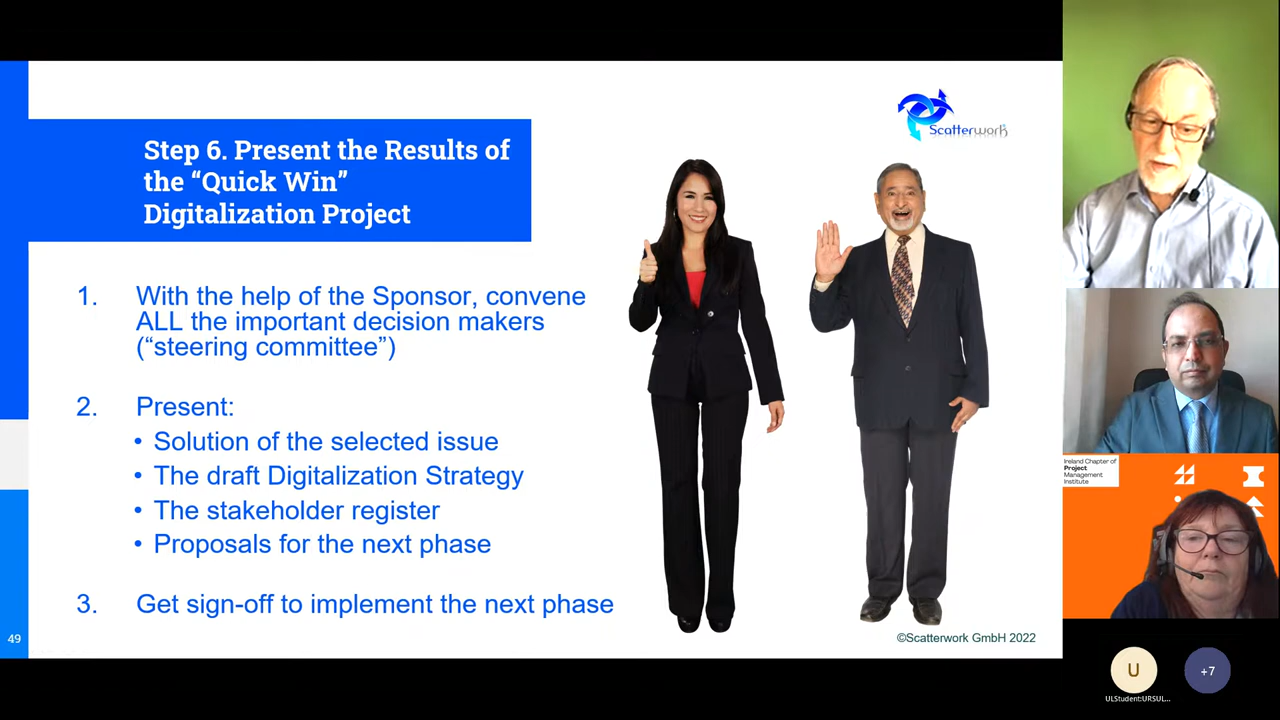 Scatterwork
Step 6. Present the Results of
the “Quick Win”
Digitalization Project
1. With the help of the Sponsor, convene
ALL the important decision makers
(“steering committee”)
2. Present:
• Solution of the selected issue
• The draft Digitalization Strategy
• The stakeholder register
• Proposals for the next phase
3. Get sign-off to implement the next phase
49
©Scatterwork GmbH 2022
Ireland Chapter of
Project
Management
Institute
U
+7
ULStudent:URSUL...